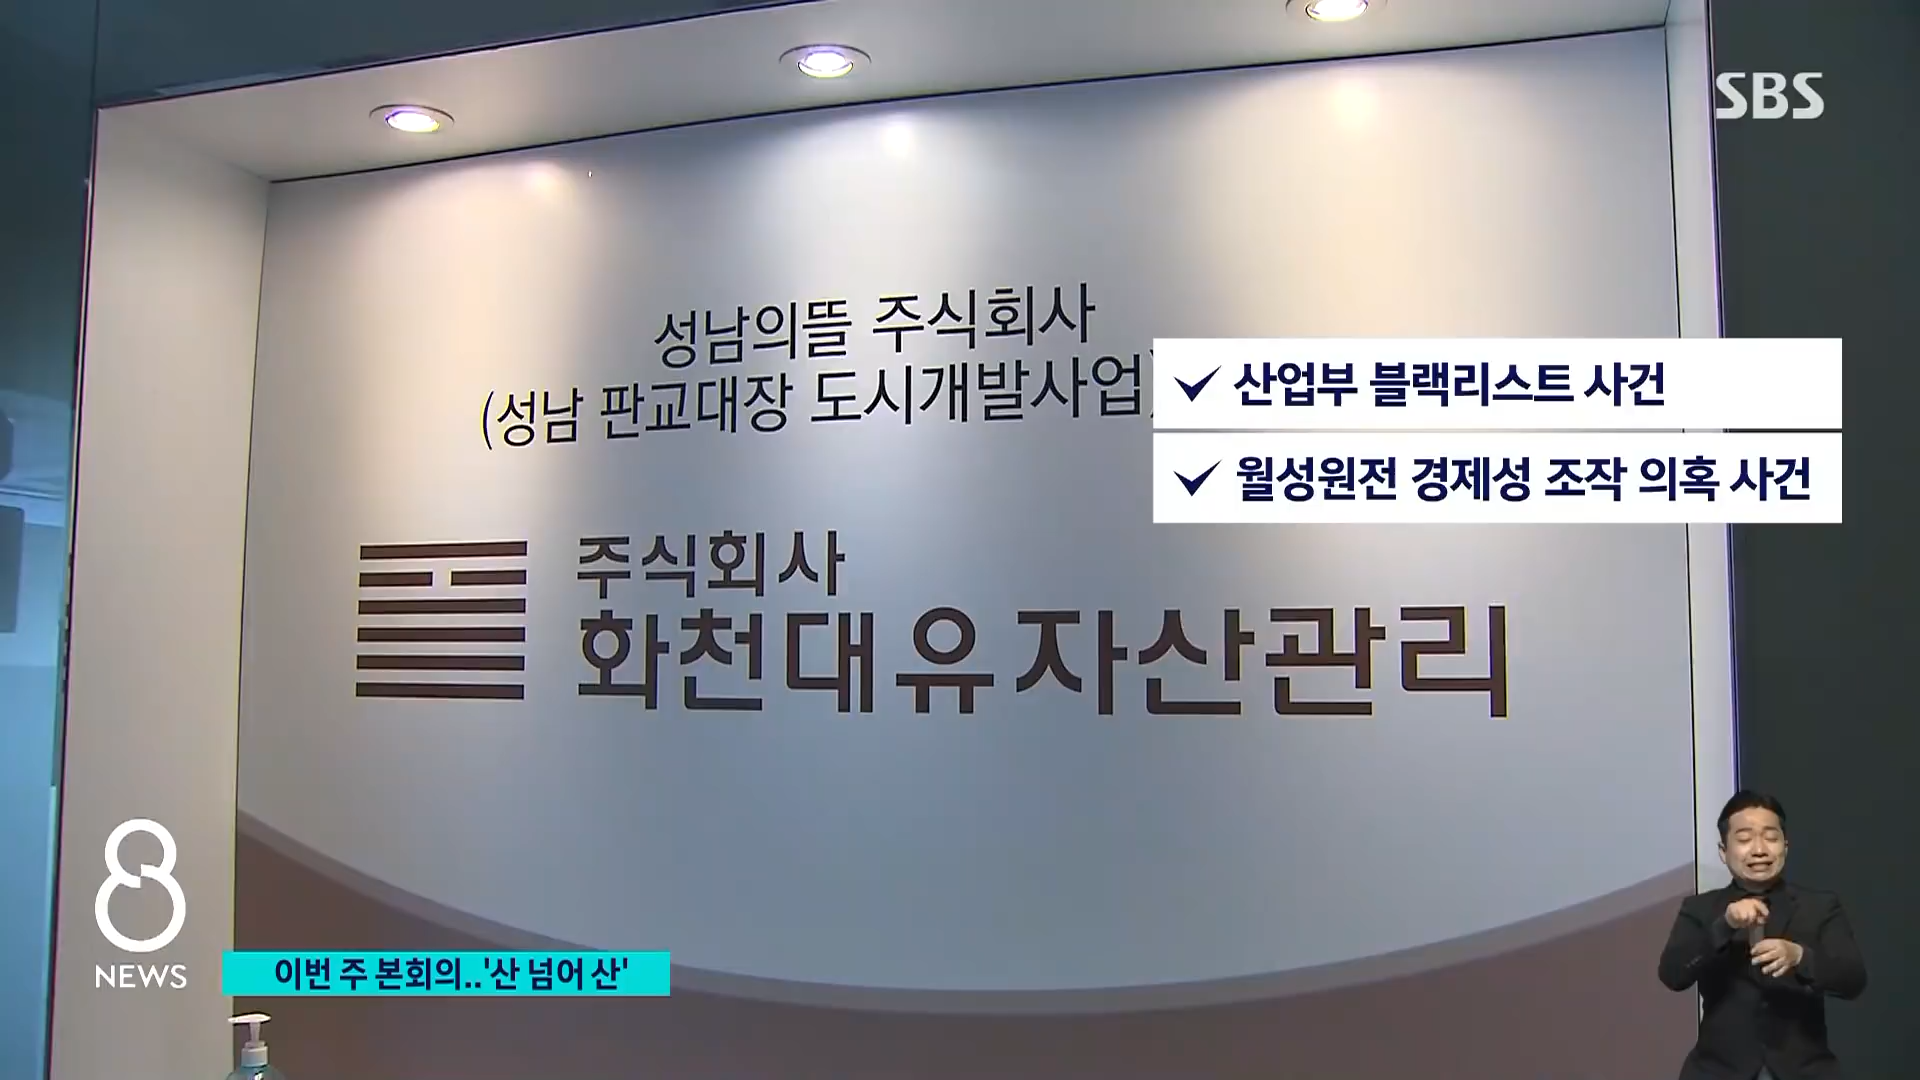 SBS
성남의뜰 주식회사
(성남 판교대장 도시개발사업)
✓ 산업부 블랙리스트 사건
✓ 월성원전 경제성 조작 의혹 사건
주식회사
화천대유자산관리
8
NEWS
이번 주 본회의..'산 넘어 산'